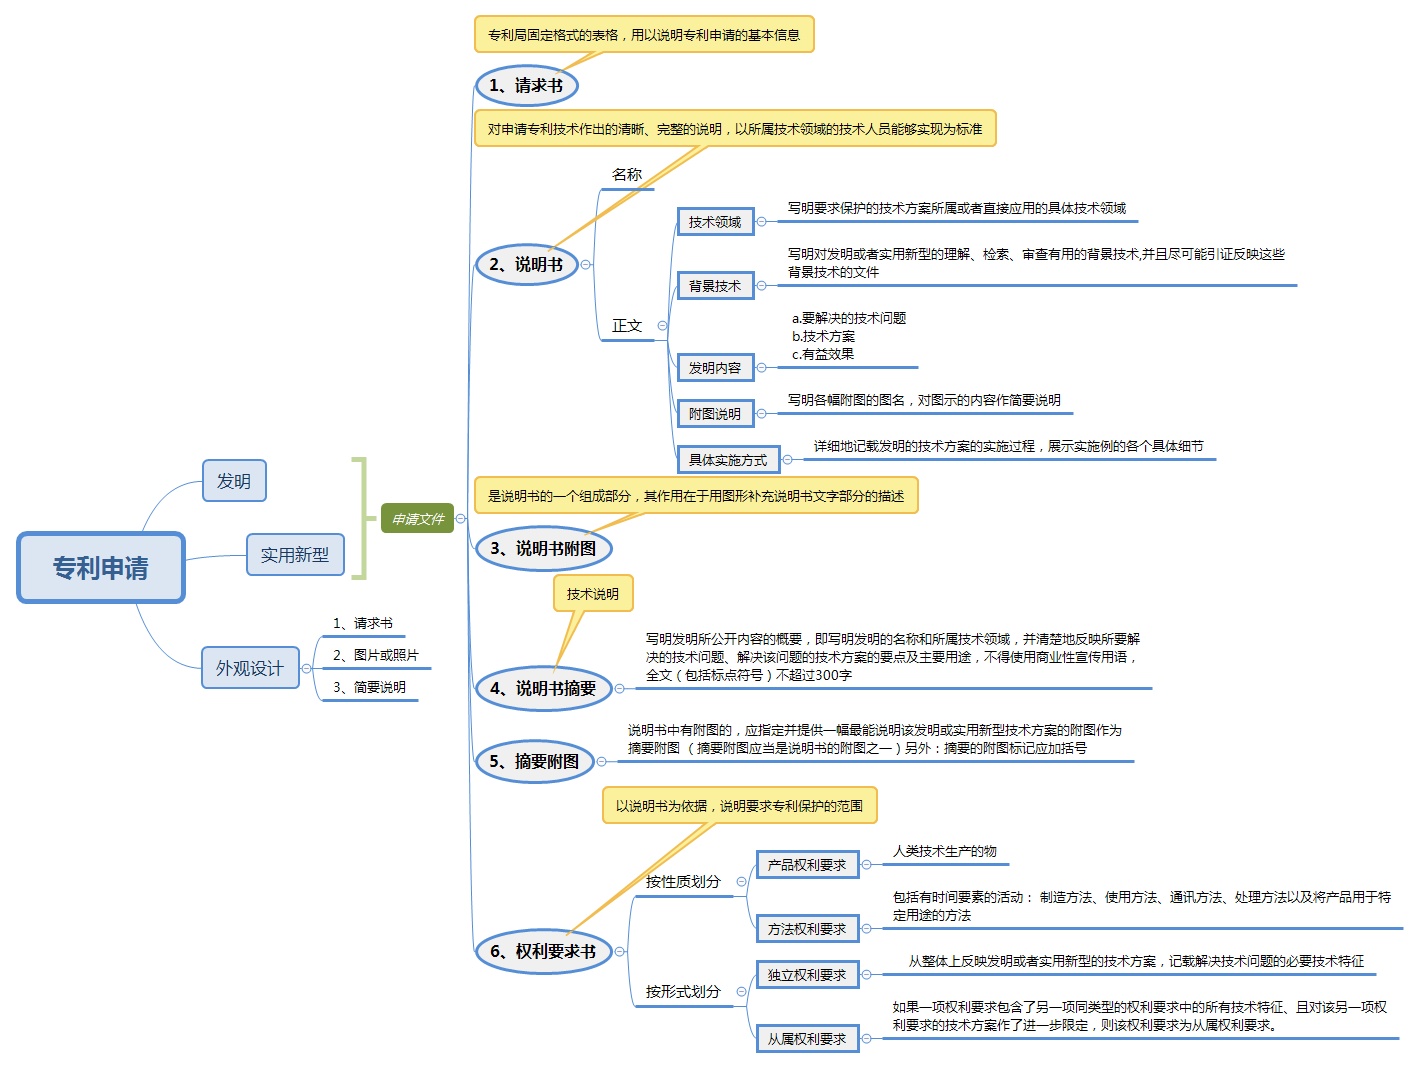 专利申请
发明
实用新型
外观设计
1、请求书
2、图片或照片
3、简要说明
申请文件
专利局固定格式的表格，用以说明专利申请的基本信息
1、请求书
对申请专利技术作出的清晰、完整的说明，以所属技术领域的技术人员能够实现为标准
2、说明书
名称
正文
技术领域
写明要求保护的技术方案所属或者直接应用的具体技术领域
背景技术
写明对发明或者实用新型的理解、检索、审查有用的背景技术,并且尽可能引证反映这些
背景技术的文件
发明内容
a.要解决的技术问题
b.技术方案
c.有益效果
附图说明
写明各幅附图的图名，对图示的内容作简要说明
具体实施方式
详细地记载发明的技术方案的实施过程，展示实施例的各个具体细节
是说明书的一个组成部分，其作用在于用图形补充说明书文字部分的描述
3、说明书附图
技术说明
4、说明书摘要
写明发明所公开内容的概要，即写明发明的名称和所属技术领域，并清楚地反映所要解
决的技术问题、解决该问题的技术方案的要点及主要用途，不得使用商业性宣传用语，
全文（包括标点符号）不超过300字
5、摘要附图
说明书中有附图的，应指定并提供一幅最能说明该发明或实用新型技术方案的附图作为
摘要附图 （摘要附图应当是说明书的附图之一）另外：摘要的附图标记应加括号
以说明书为依据，说明要求专利保护的范围
6、权利要求书
按性质划分
产品权利要求
人类技术生产的物
方法权利要求
包括有时间要素的活动： 制造方法、使用方法、通讯方法、处理方法以及将产品用于特
定用途的方法
按形式划分
独立权利要求
从整体上反映发明或者实用新型的技术方案，记载解决技术问题的必要技术特征
从属权利要求
如果一项权利要求包含了另一项同类型的权利要求中的所有技术特征、且对该另一项权
利要求的技术方案作了进一步限定，则该权利要求为从属权利要求。